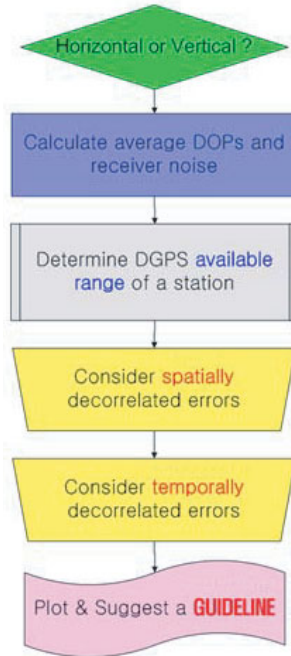 Horizontal or Vertical ?
Calculate average DOPs and
receiver noise
Determine DGPS available
range of a station
Consider spatially
decorrelated errors
Consider temporally
decorrelated errors
Plot & Suggest a GUIDELINE